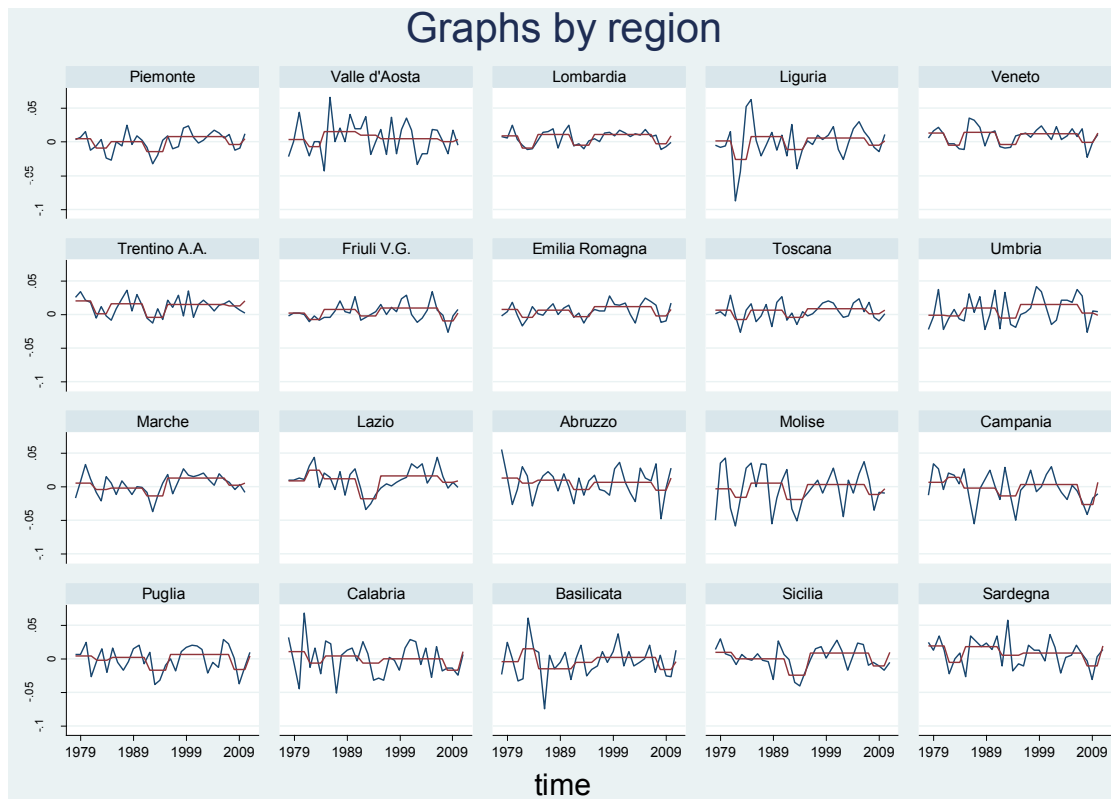 Graphs by region
Piemonte Valle d'Aosta Lombardia Liguria Veneto
.05
0
-.05
-.1
Trentino A.A. Friuli V.G. Emilia Romagna Toscana Umbria
.05
0
-.05
-.1
Marche Lazio Abruzzo Molise Campania
.05
0
-.05
-.1
Puglia Calabria Basilicata Sicilia Sardegna
.05
0
-.05
-.1
1979 1989 1999 2009 1979 1989 1999 2009 1979 1989 1999 2009 1979 1989 1999 2009 1979 1989 1999 2009
time